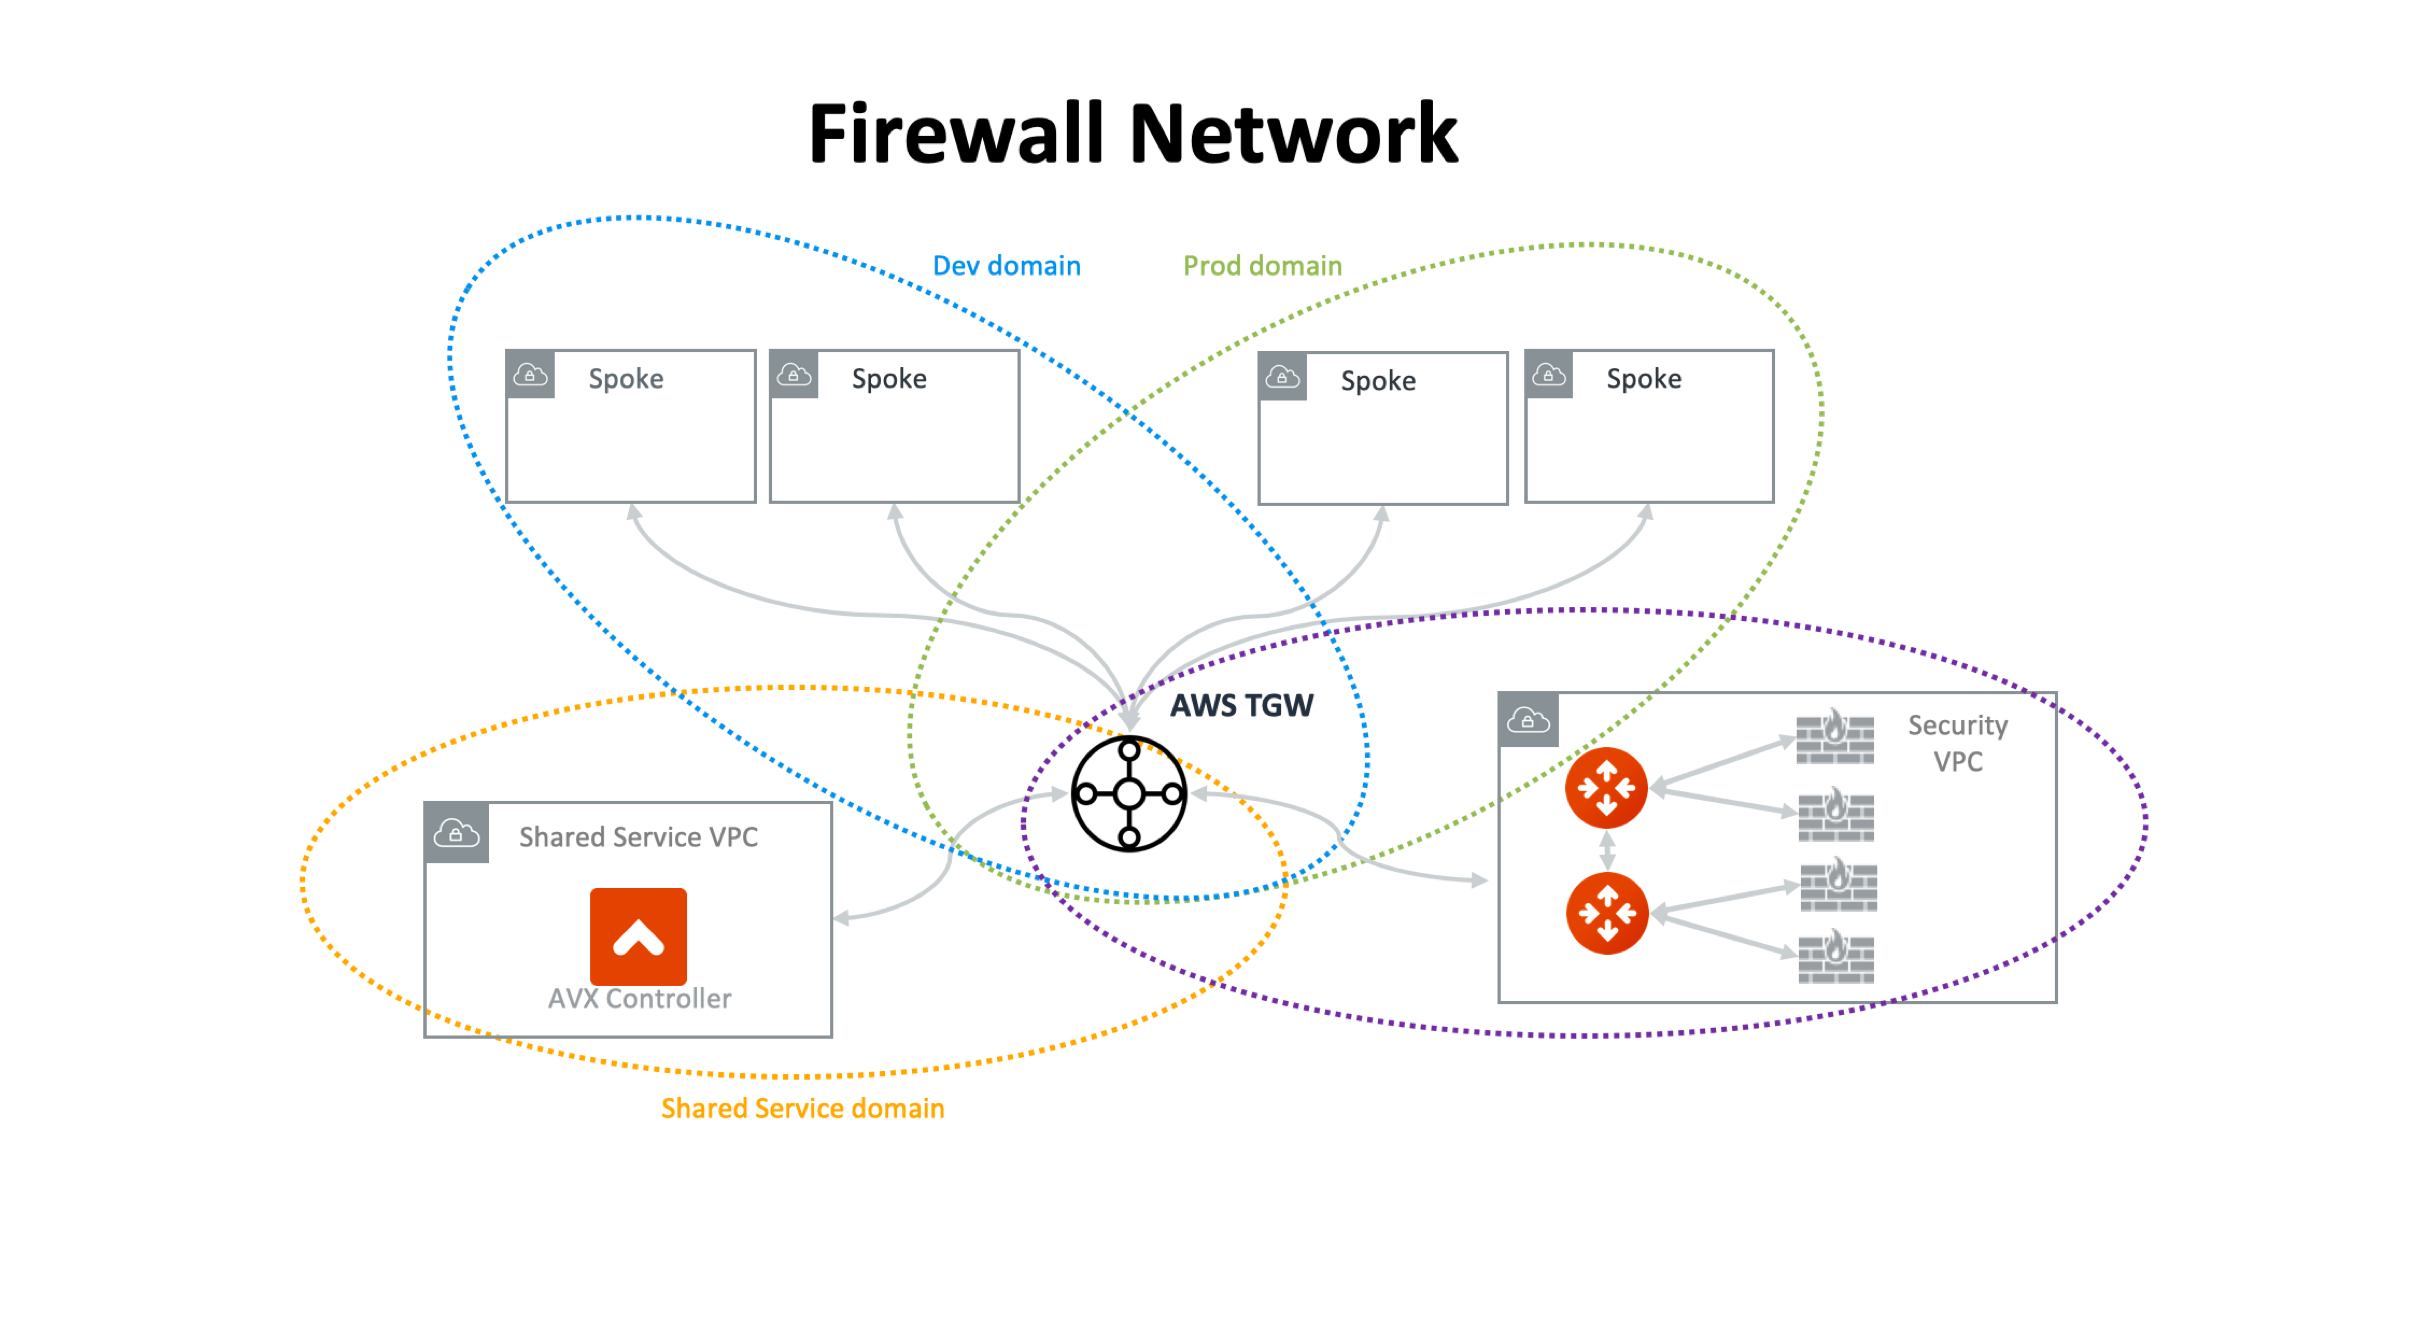 Firewall Network
Dev domain
Prod domain
Spoke
Spoke
Spoke
Spoke
AWS TGW
Security
VPC
Shared Service VPC
AVX Controller
Shared Service domain